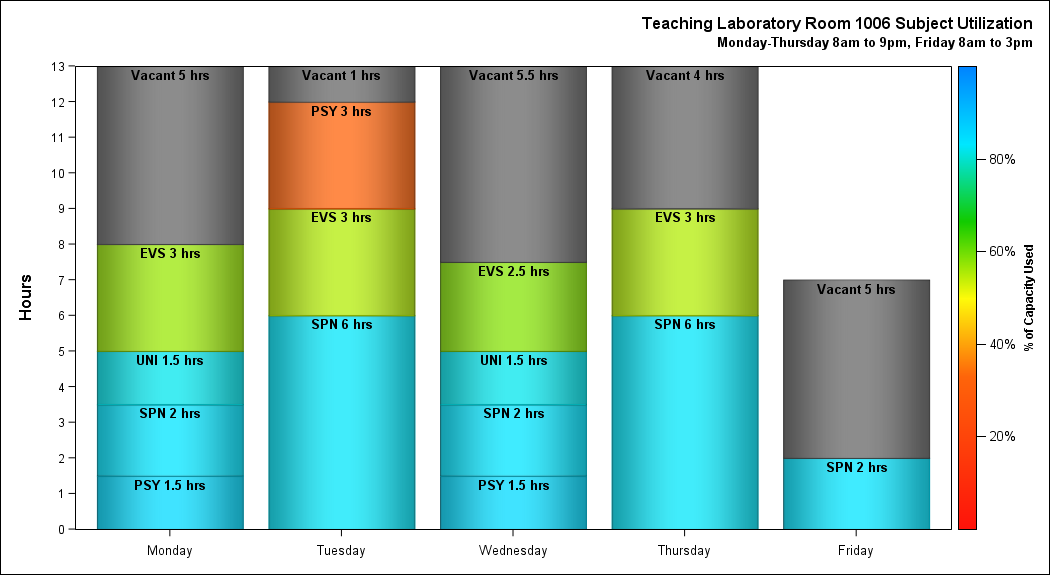 Teaching Laboratory Room 1006 Subject Utilization
Monday-Thursday 8am to 9pm, Friday 8am to 3pm
Hours
13
12
11
10
9
8
7
6
5
4
3
2
1
0
Vacant 5 hrs
EVS 3 hrs
UNI 1.5 hrs
SPN 2 hrs
PSY 1.5 hrs
Vacant 1 hrs
PSY 3 hrs
EVS 3 hrs
SPN 6 hrs
Vacant 5.5 hrs
EVS 2.5 hrs
UNI 1.5 hrs
SPN 2 hrs
PSY 1.5 hrs
Vacant 4 hrs
EVS 3 hrs
SPN 6 hrs
Vacant 5 hrs
SPN 2 hrs
Monday
Tuesday
Wednesday
Thursday
Friday
80%
60%
40%
20%
% of Capacity Used